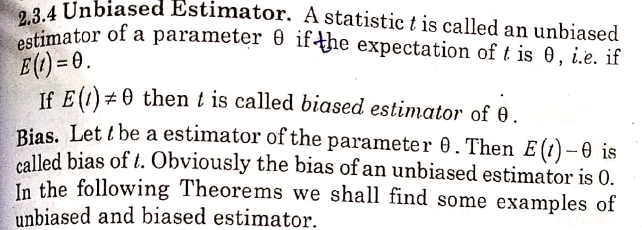 2.3.4 Unbiased Estimator. A statistic t is called an unbiased
estimator of a parameter θ if the expectation of t is θ, i.e. if
E(t) = θ.
If E(t) ≠ θ then t is called biased estimator of θ.
Bias. Let t be a estimator of the parameter θ. Then E(t) – θ is
called bias of t. Obviously the bias of an unbiased estimator is 0.
In the following Theorems we shall find some examples of
unbiased and biased estimator.